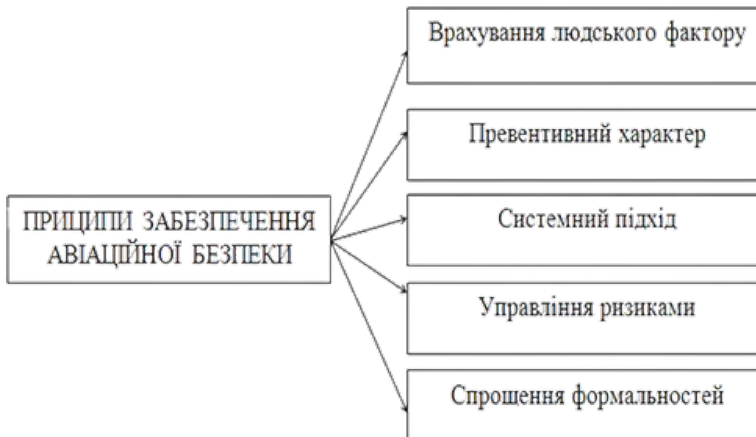 Врахування людського фактору
Превентивний характер
ПРИЦИПИ ЗАБЕЗПЕЧЕННЯ
АВІАЦІЙНОЇ БЕЗПЕКИ
Системний підхід
Управління ризиками
Спрощення формальностей